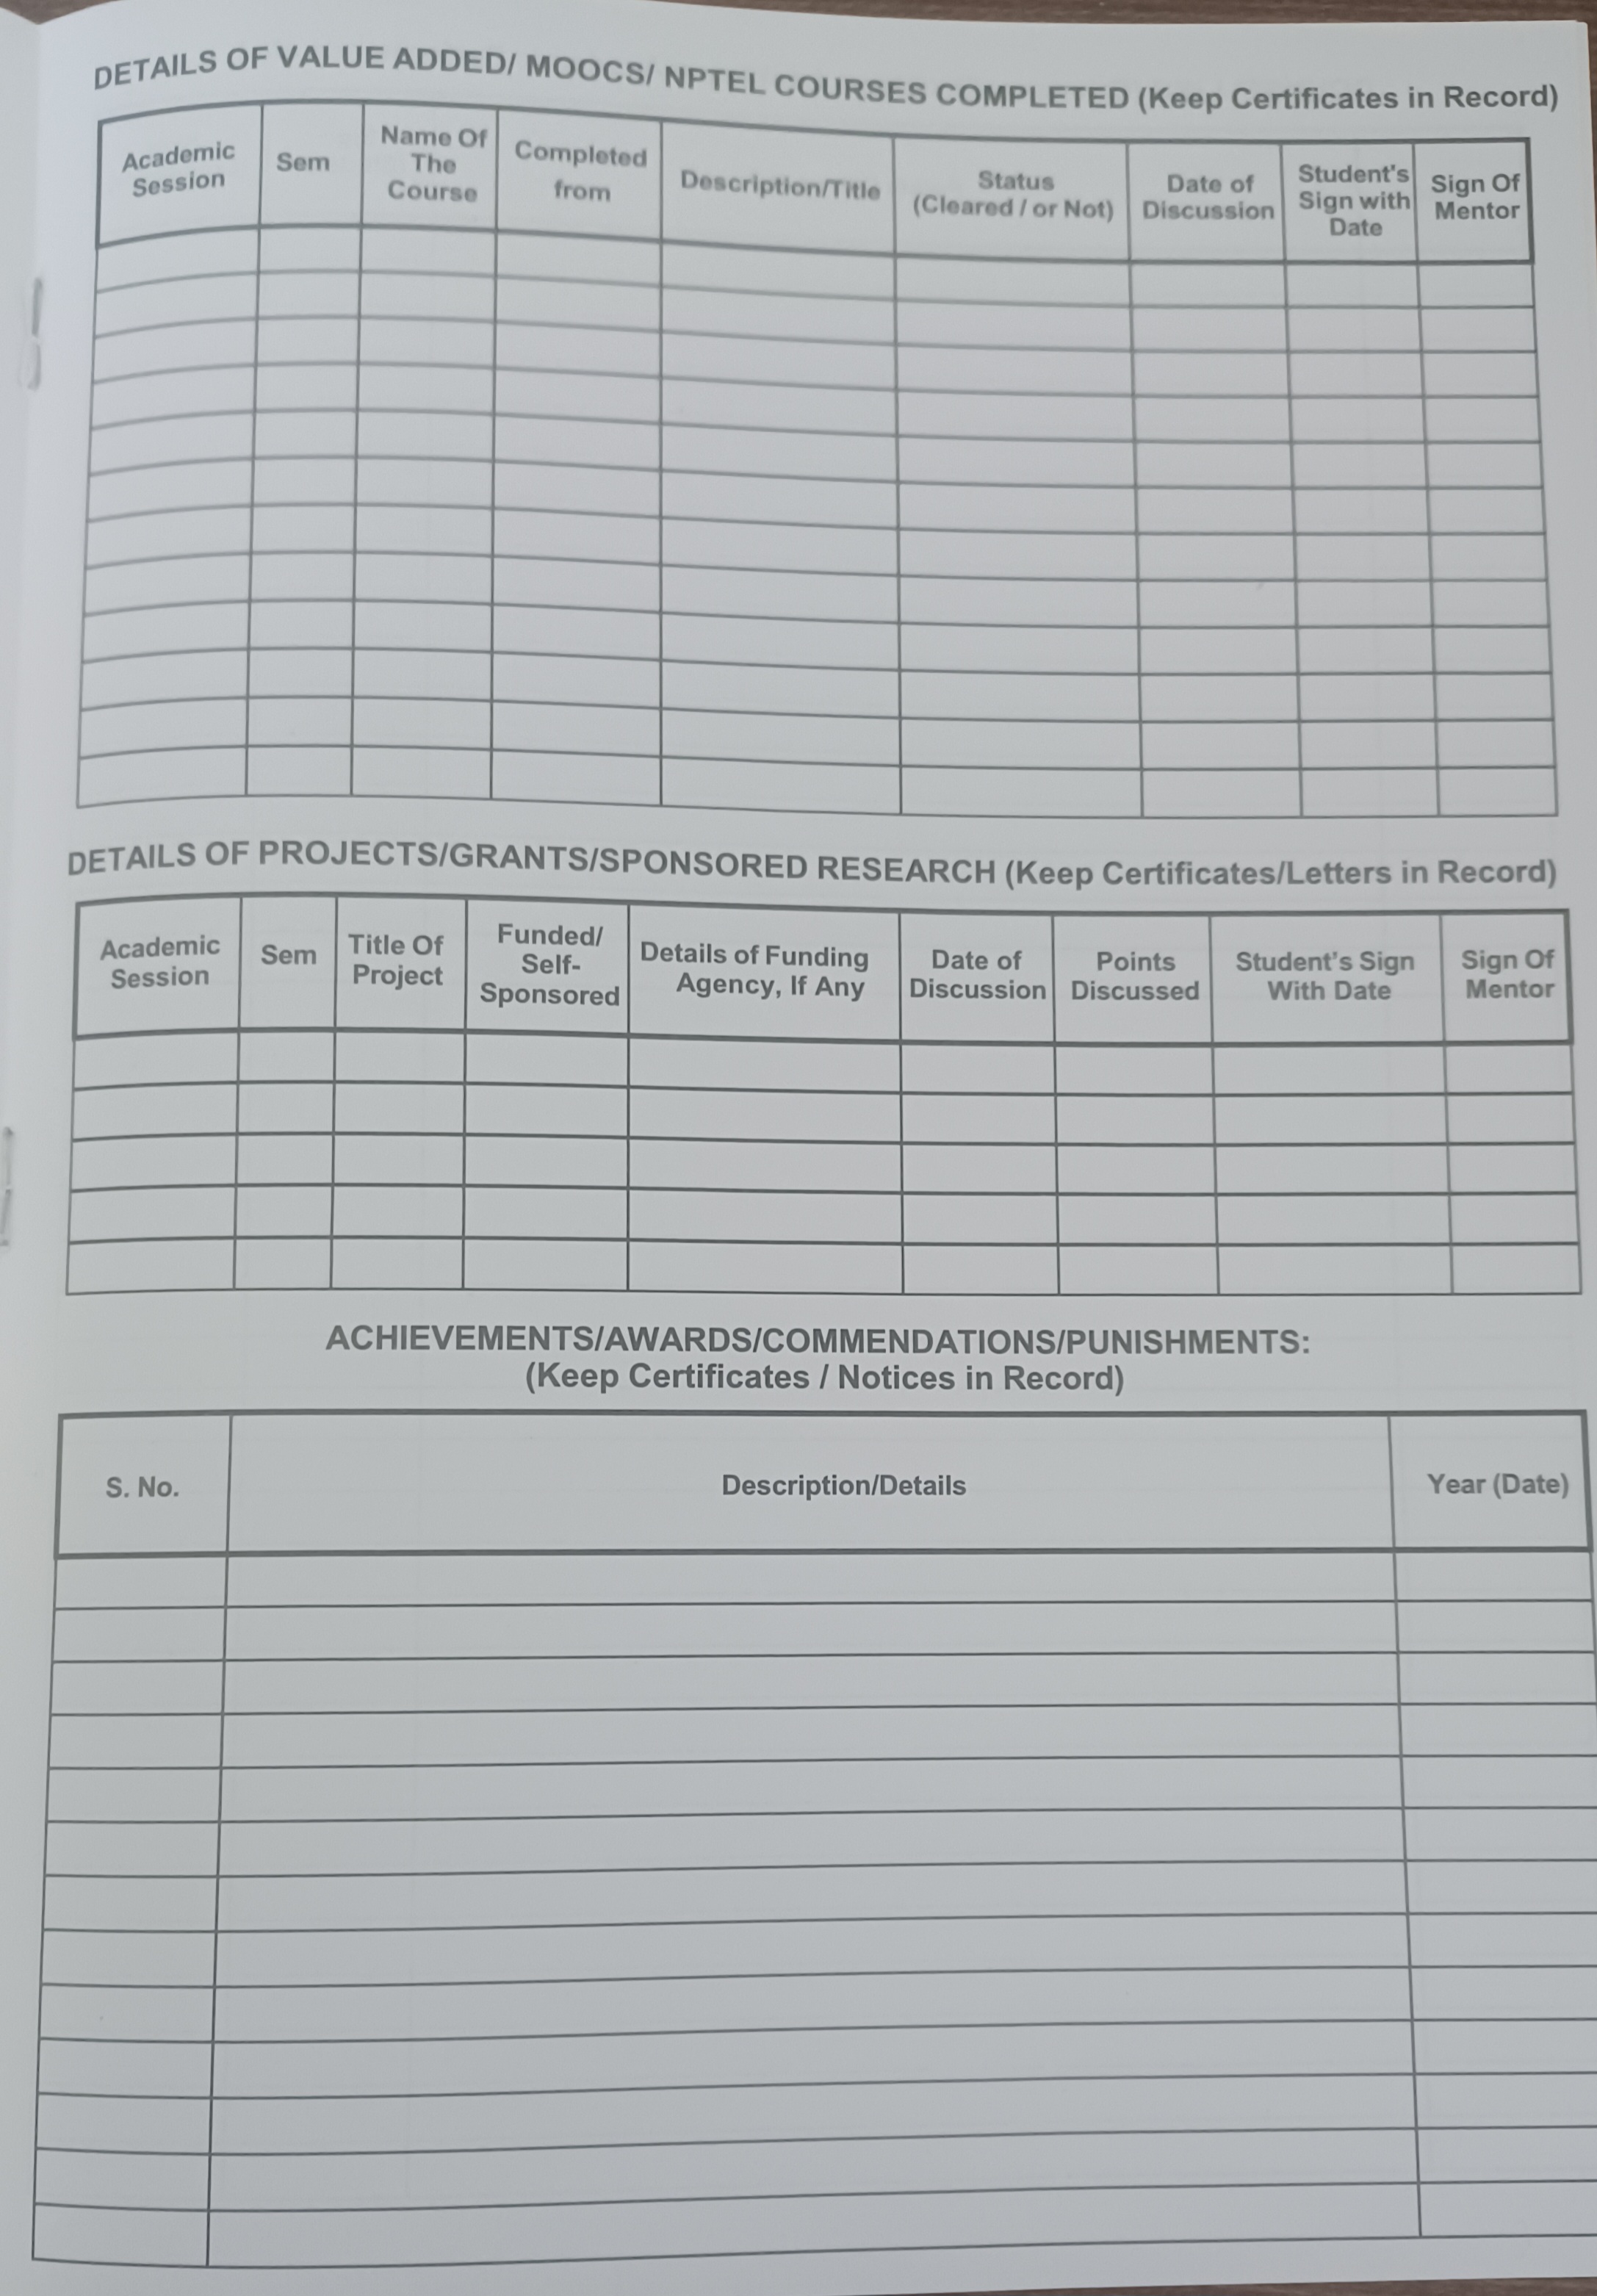 DETAILS OF VALUE ADDED/ MOOCS/ NPTEL COURSES COMPLETED (Keep Certificates in Record)
Academic Session
Sem
Name Of The Course
Completed from
Description/Title
Status (Cleared / or Not)
Date of Discussion
Student's Sign with Date
Sign Of Mentor
DETAILS OF PROJECTS/GRANTS/SPONSORED RESEARCH (Keep Certificates/Letters in Record)
Academic Session
Sem
Title Of Project
Funded/ Self- Sponsored
Details of Funding Agency, If Any
Date of Discussion
Points Discussed
Student's Sign With Date
Sign Of Mentor
ACHIEVEMENTS/AWARDS/COMMENDATIONS/PUNISHMENTS:
(Keep Certificates / Notices in Record)
S. No.
Description/Details
Year (Date)